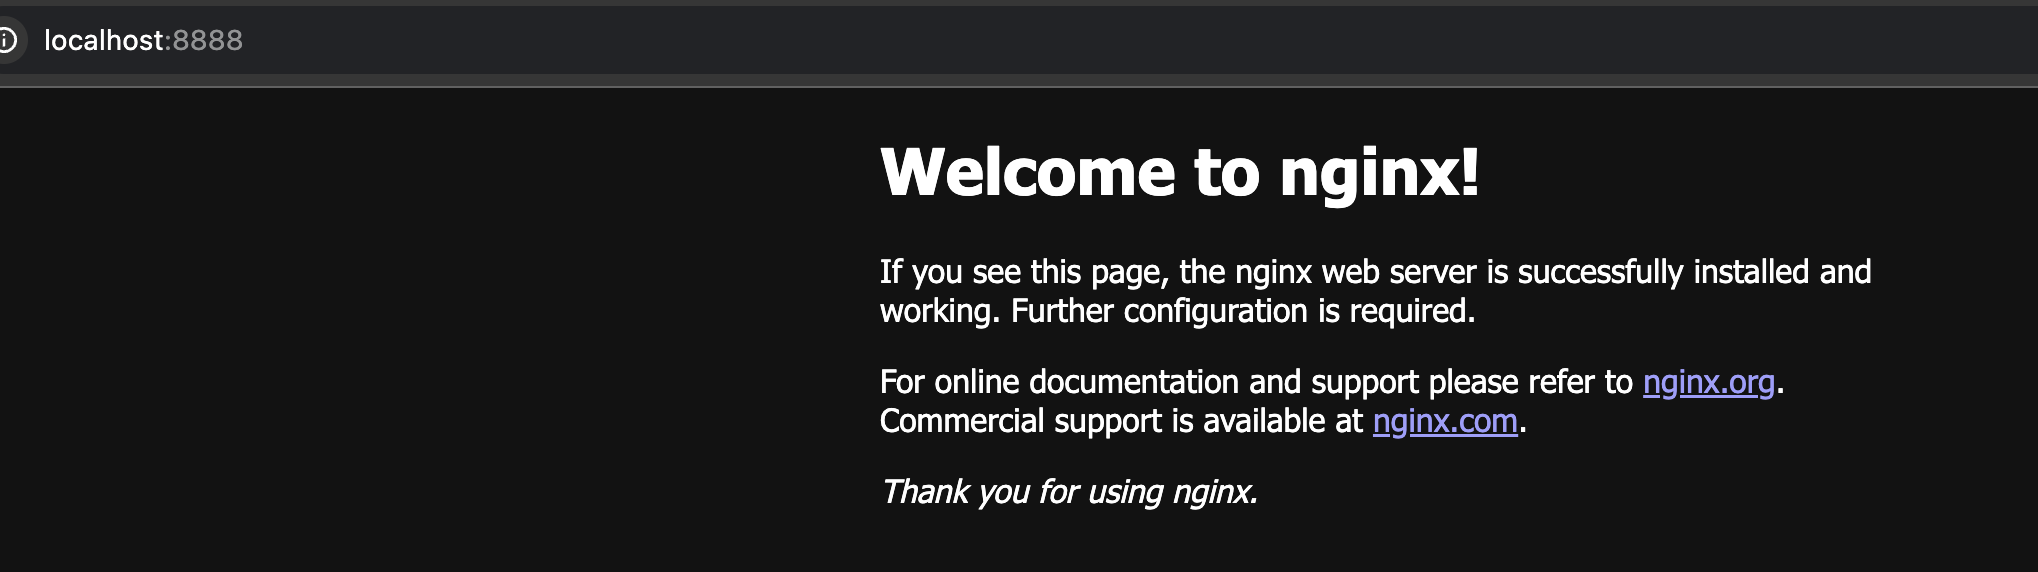 localhost:8888
Welcome to nginx!
If you see this page, the nginx web server is successfully installed and
working. Further configuration is required.
For online documentation and support please refer to nginx.org.
Commercial support is available at nginx.com.
Thank you for using nginx.